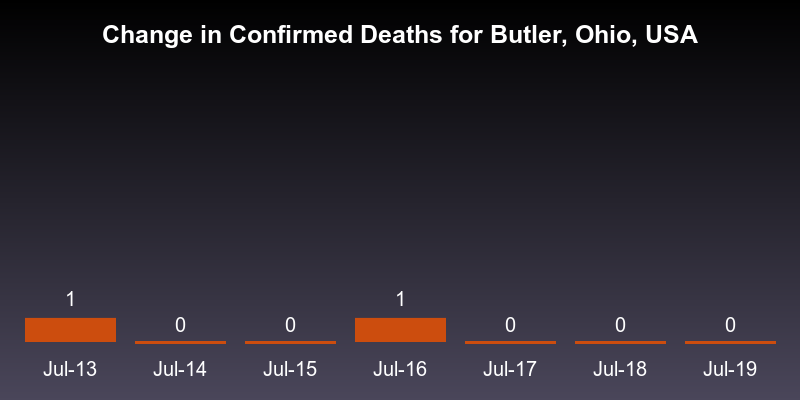 Change in Confirmed Deaths for Butler, Ohio, USA
1 0 0 1 0 0 0
Jul-13 Jul-14 Jul-15 Jul-16 Jul-17 Jul-18 Jul-19